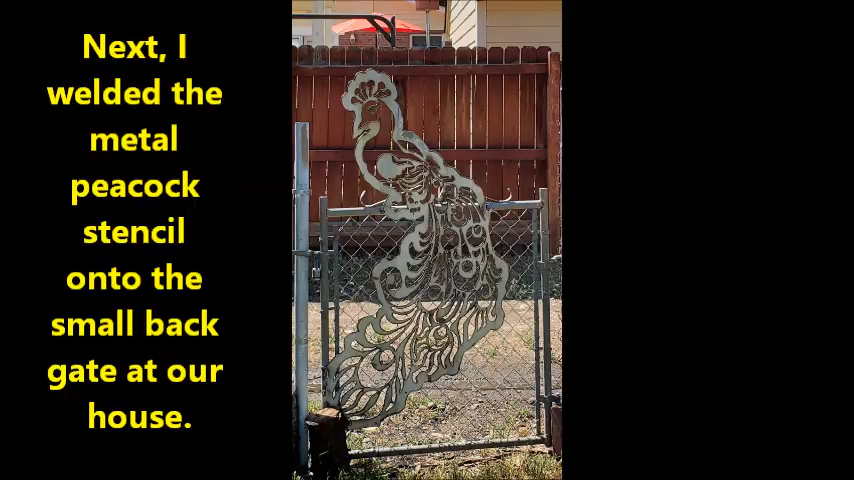 Next, I
welded the
metal
peacock
stencil
onto the
small back
gate at our
house.